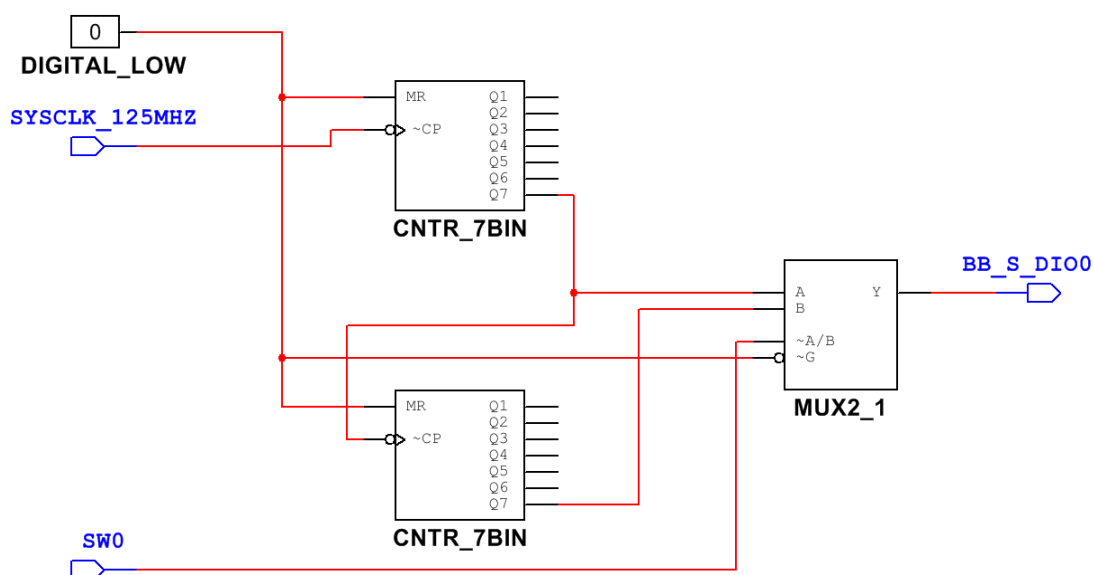 0
DIGITAL_LOW
SYSCLK_125MHZ
MR
~CP
Q1
Q2
Q3
Q4
Q5
Q6
Q7
CNTR_7BIN
A
B
~A/B
~G
Y
MUX2_1
BB_S_DIO0
MR
~CP
Q1
Q2
Q3
Q4
Q5
Q6
Q7
CNTR_7BIN
SW0